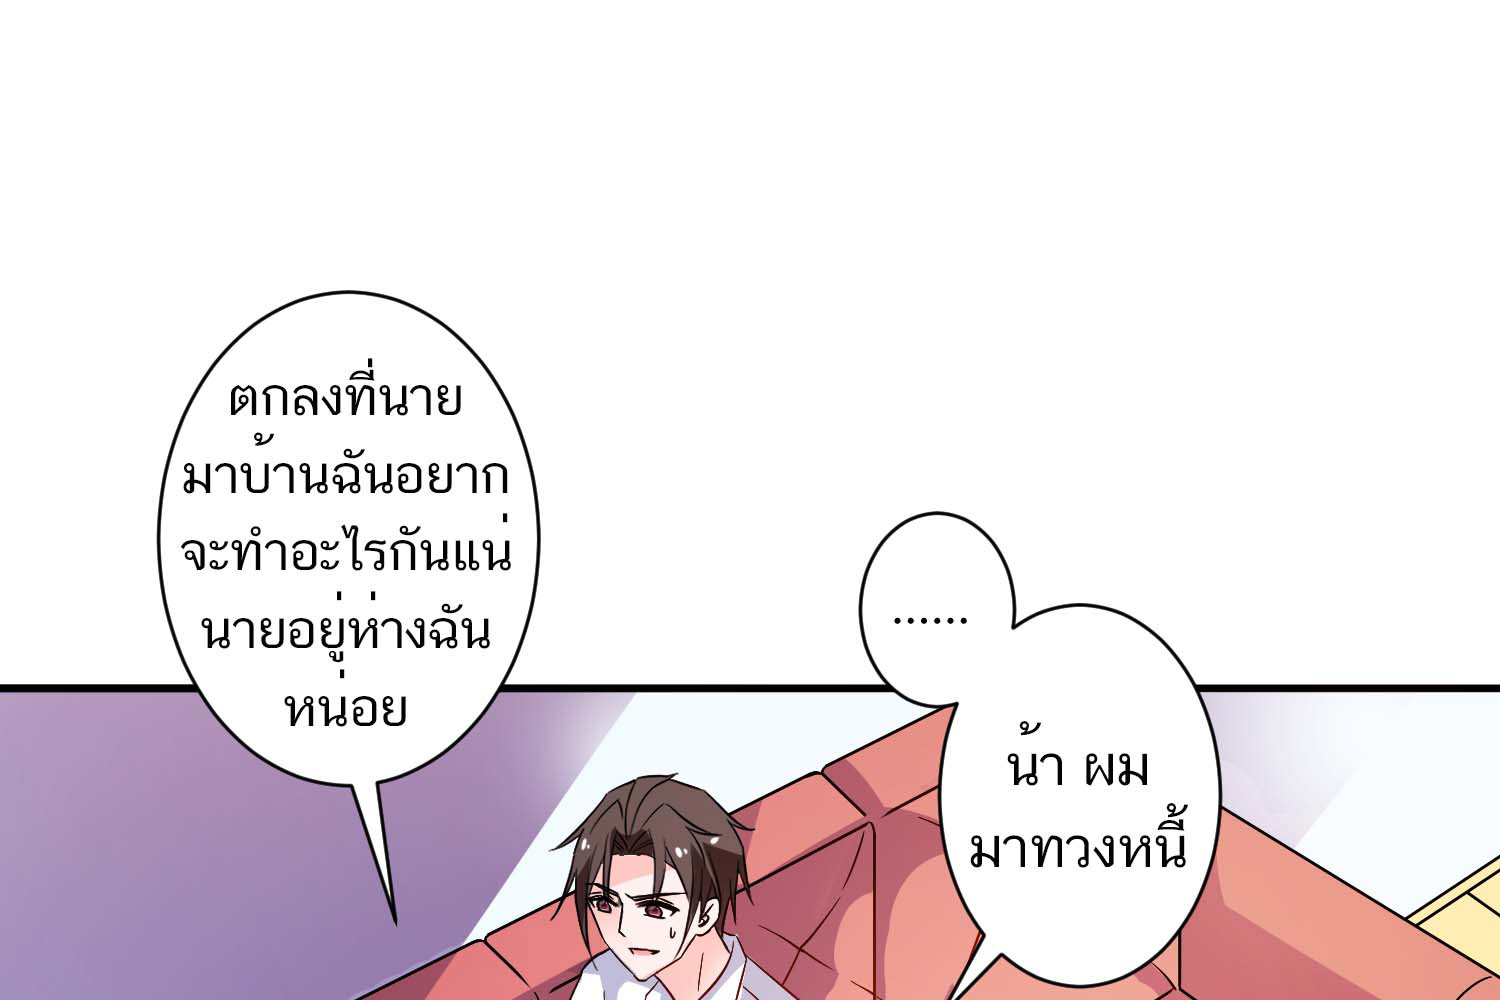 ตกลงที่นาย
มาบ้านฉันอยาก
จะทำอะไรกันแน่
นายอยู่ห่างฉัน
หน่อย
......
น้า ผม
มาทวงหนี้